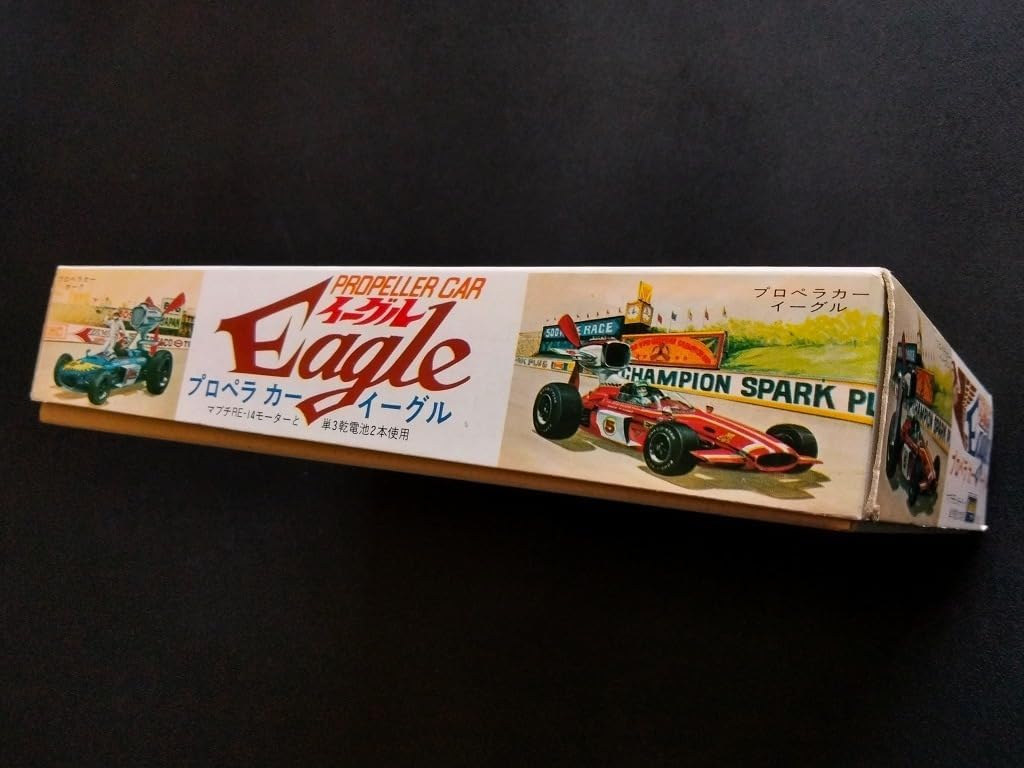 プロペラカー
PROPELLER CAR
イーグル
Eagle
プロペラ カー イーグル
マブチRE-14モーターと 単3乾電池2本使用
JAPAN
500 RACE
CHAMPION SPARK PL
5
プロペラカー
イーグル